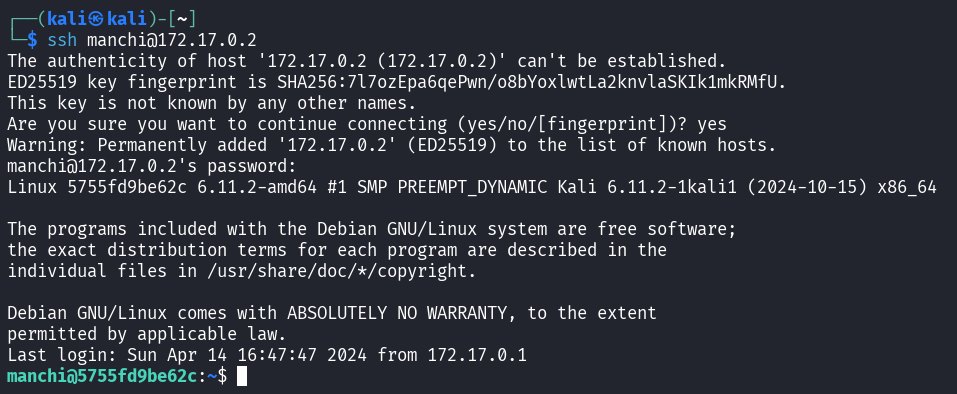 ┌──(kali㉿kali)-[~]
└─$ ssh manchi@172.17.0.2
The authenticity of host '172.17.0.2 (172.17.0.2)' can't be established.
ED25519 key fingerprint is SHA256:7l7ozEpa6qePwn/o8bYoxlwtLa2knvlaSKIk1mkRMfU.
This key is not known by any other names.
Are you sure you want to continue connecting (yes/no/[fingerprint])? yes
Warning: Permanently added '172.17.0.2' (ED25519) to the list of known hosts.
manchi@172.17.0.2's password:
Linux 5755fd9be62c 6.11.2-amd64 #1 SMP PREEMPT_DYNAMIC Kali 6.11.2-1kali1 (2024-10-15) x86_64
The programs included with the Debian GNU/Linux system are free software;
the exact distribution terms for each program are described in the
individual files in /usr/share/doc/*/copyright.
Debian GNU/Linux comes with ABSOLUTELY NO WARRANTY, to the extent
permitted by applicable law.
Last login: Sun Apr 14 16:47:47 2024 from 172.17.0.1
manchi@5755fd9be62c:~$